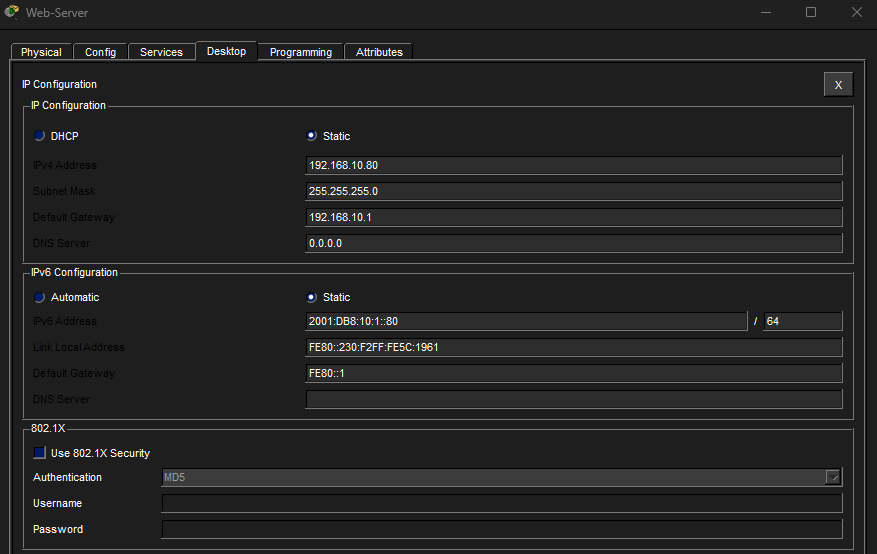 Web-Server
Physical Config Services Desktop Programming Attributes
IP Configuration X
IP Configuration
DHCP Static
IPv4 Address 192.168.10.80
Subnet Mask 255.255.255.0
Default Gateway 192.168.10.1
DNS Server 0.0.0.0
IPv6 Configuration
Automatic Static
IPv6 Address 2001:DB8:10:1::80 / 64
Link Local Address FE80::230:F2FF:FE5C:1961
Default Gateway FE80::1
DNS Server
802.1X
Use 802.1X Security
Authentication MD5
Username
Password